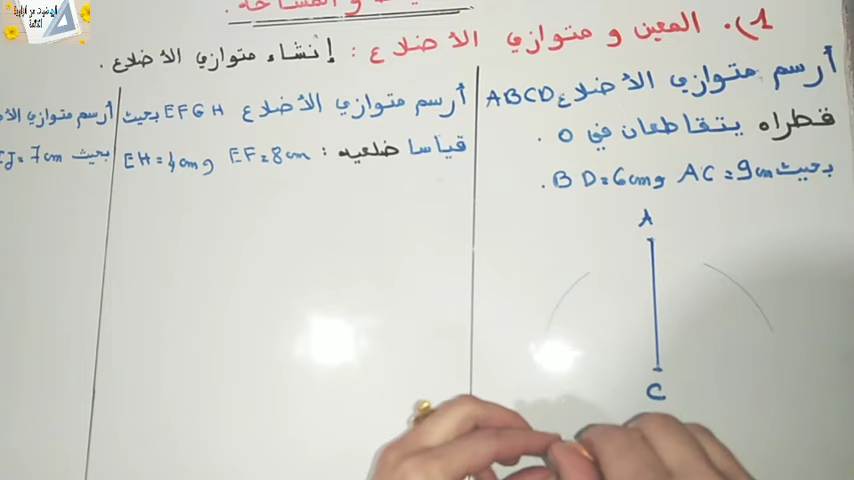 والمساحة.
1). المعين و متوازي الأضلاع : إنشاء متوازي الأضلاع.
أرسم متوازي الأضلاع ABCD
قطراه يتقاطعان في O.
بحيث AC=9cm و BD=6cm.
A
C
أرسم متوازي الأضلاع EFGH بحيث
قياسا ضلعيه : EF=8cm و EH=4cm
أرسم متوازي
بحيث =7cm